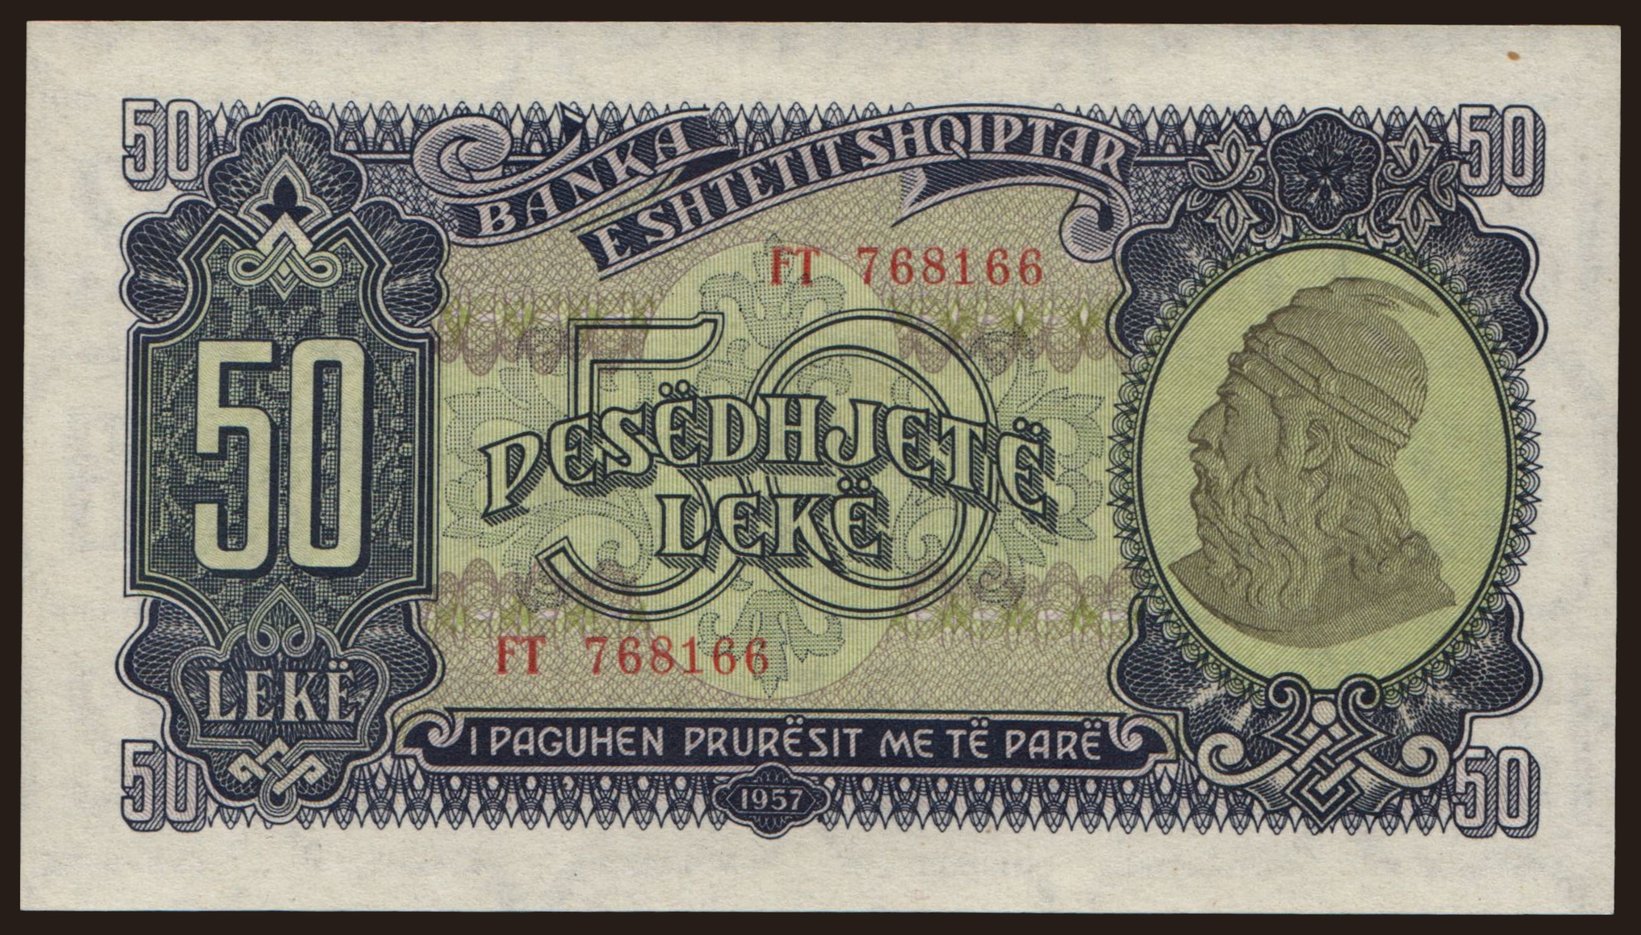 50
50
BANKA
E SHTETIT SHQIPTAR
FT 768166
50
50
PESËDHJETË
LEKË
FT 768166
LEKË
I PAGUHEN PRURËSIT ME TË PARË
50
1957
50